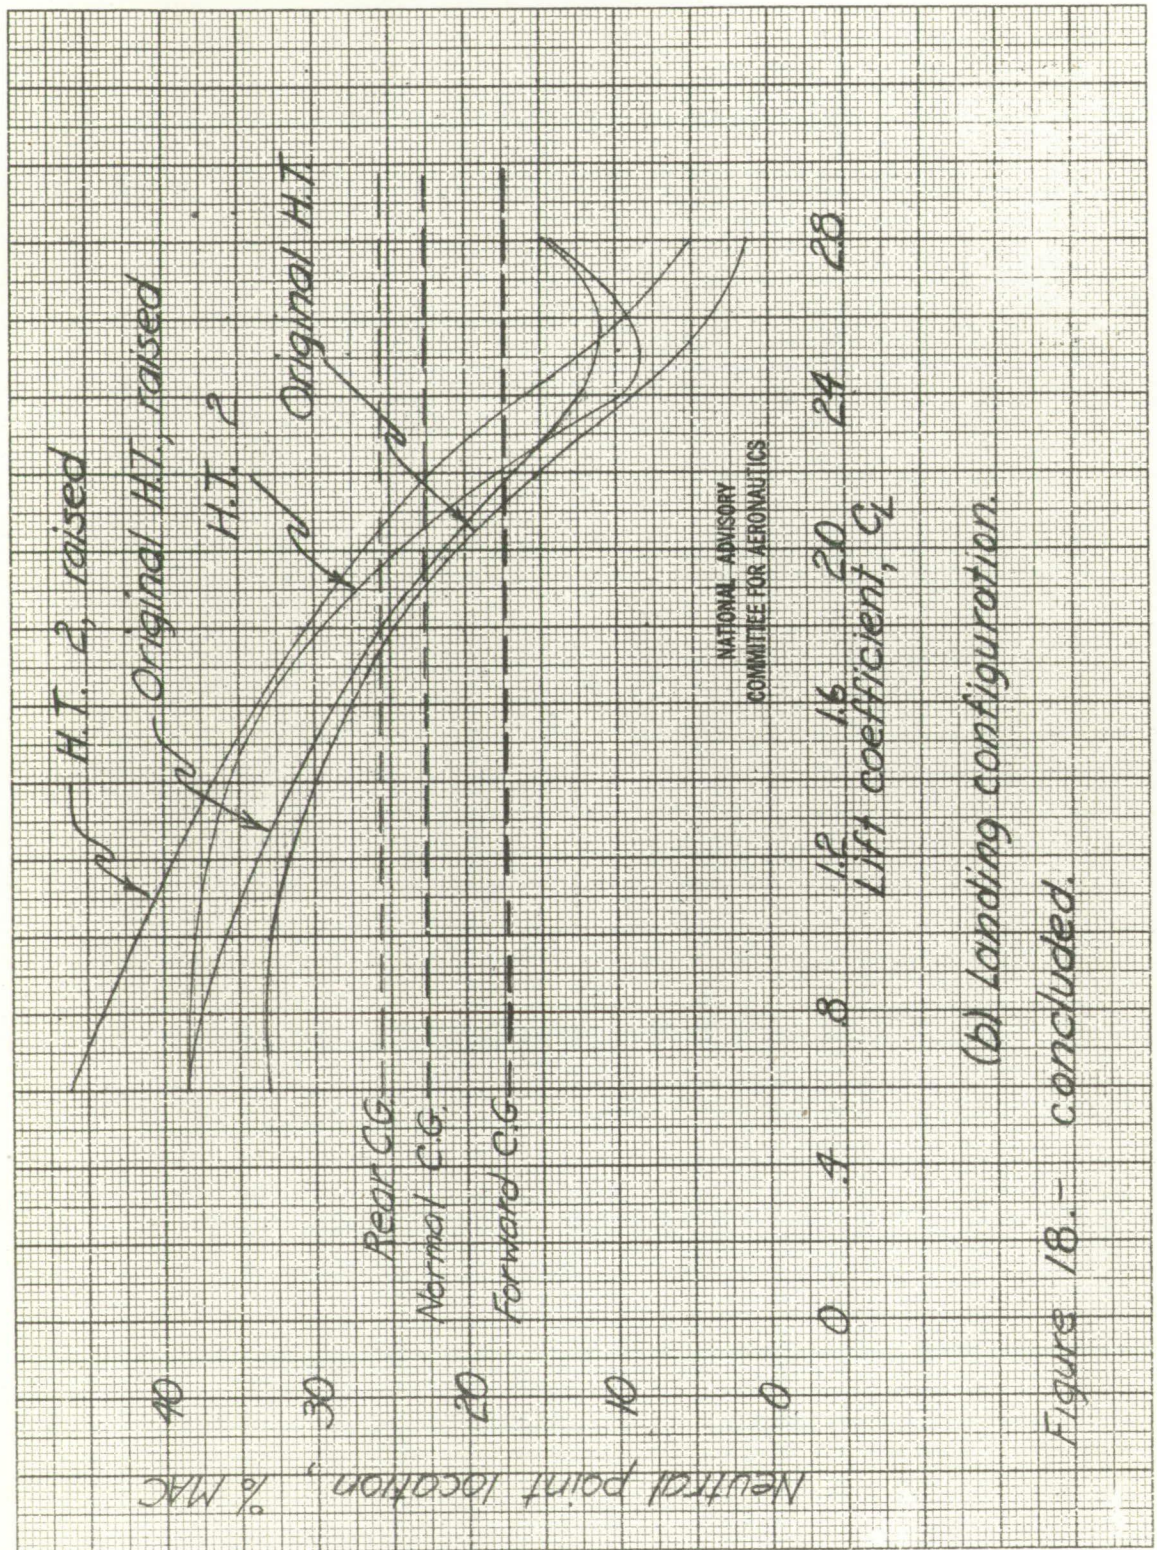 H.T. 2, raised
Original H.T., raised
H.T. 2
Original H.T.
40
30
20
10
0
Neutral point location, % MAC
Rear C.G.
Normal C.G.
Forward C.G.
NATIONAL ADVISORY
COMMITTEE FOR AERONAUTICS
0 .4 .8 1.2 1.6 2.0 2.4 2.8
Lift coefficient, CL
(b) Landing configuration.
Figure 18.- concluded.